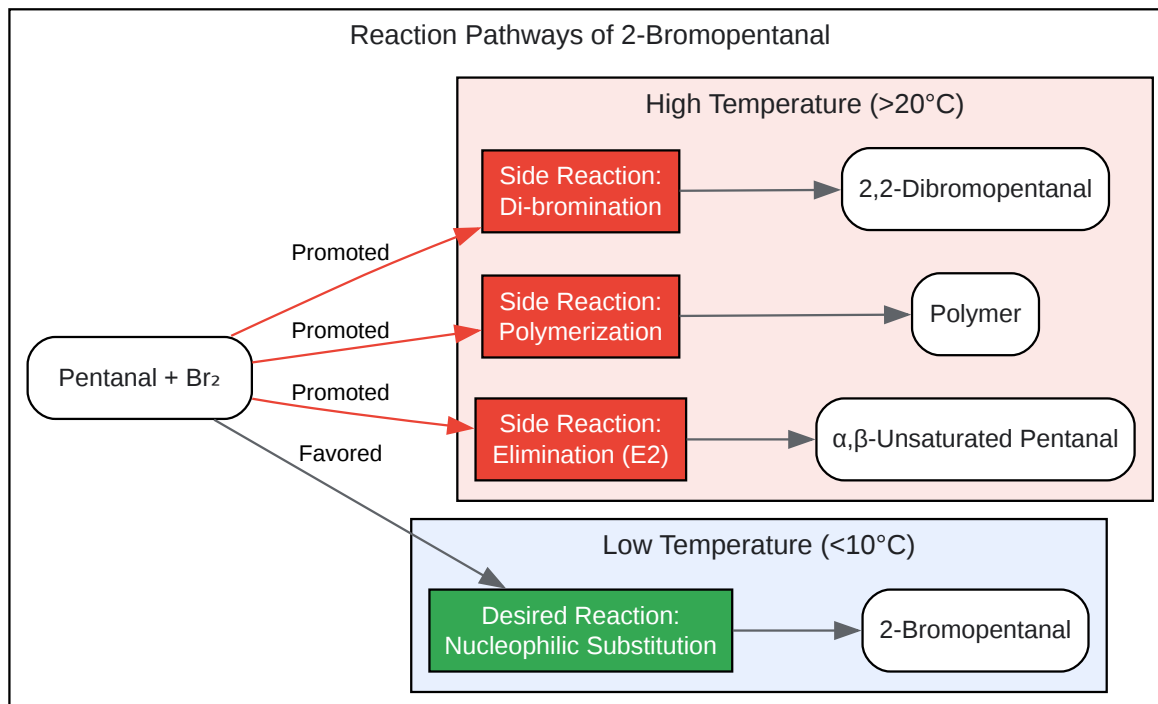 Reaction Pathways of 2-Bromopentanal
High Temperature (>20°C)
Side Reaction:
Di-bromination
2,2-Dibromopentanal
Promoted
Side Reaction:
Polymerization
Polymer
Promoted
Pentanal + Br₂
Promoted
Side Reaction:
Elimination (E2)
α,β-Unsaturated Pentanal
Favored
Low Temperature (<10°C)
Desired Reaction:
Nucleophilic Substitution
2-Bromopentanal